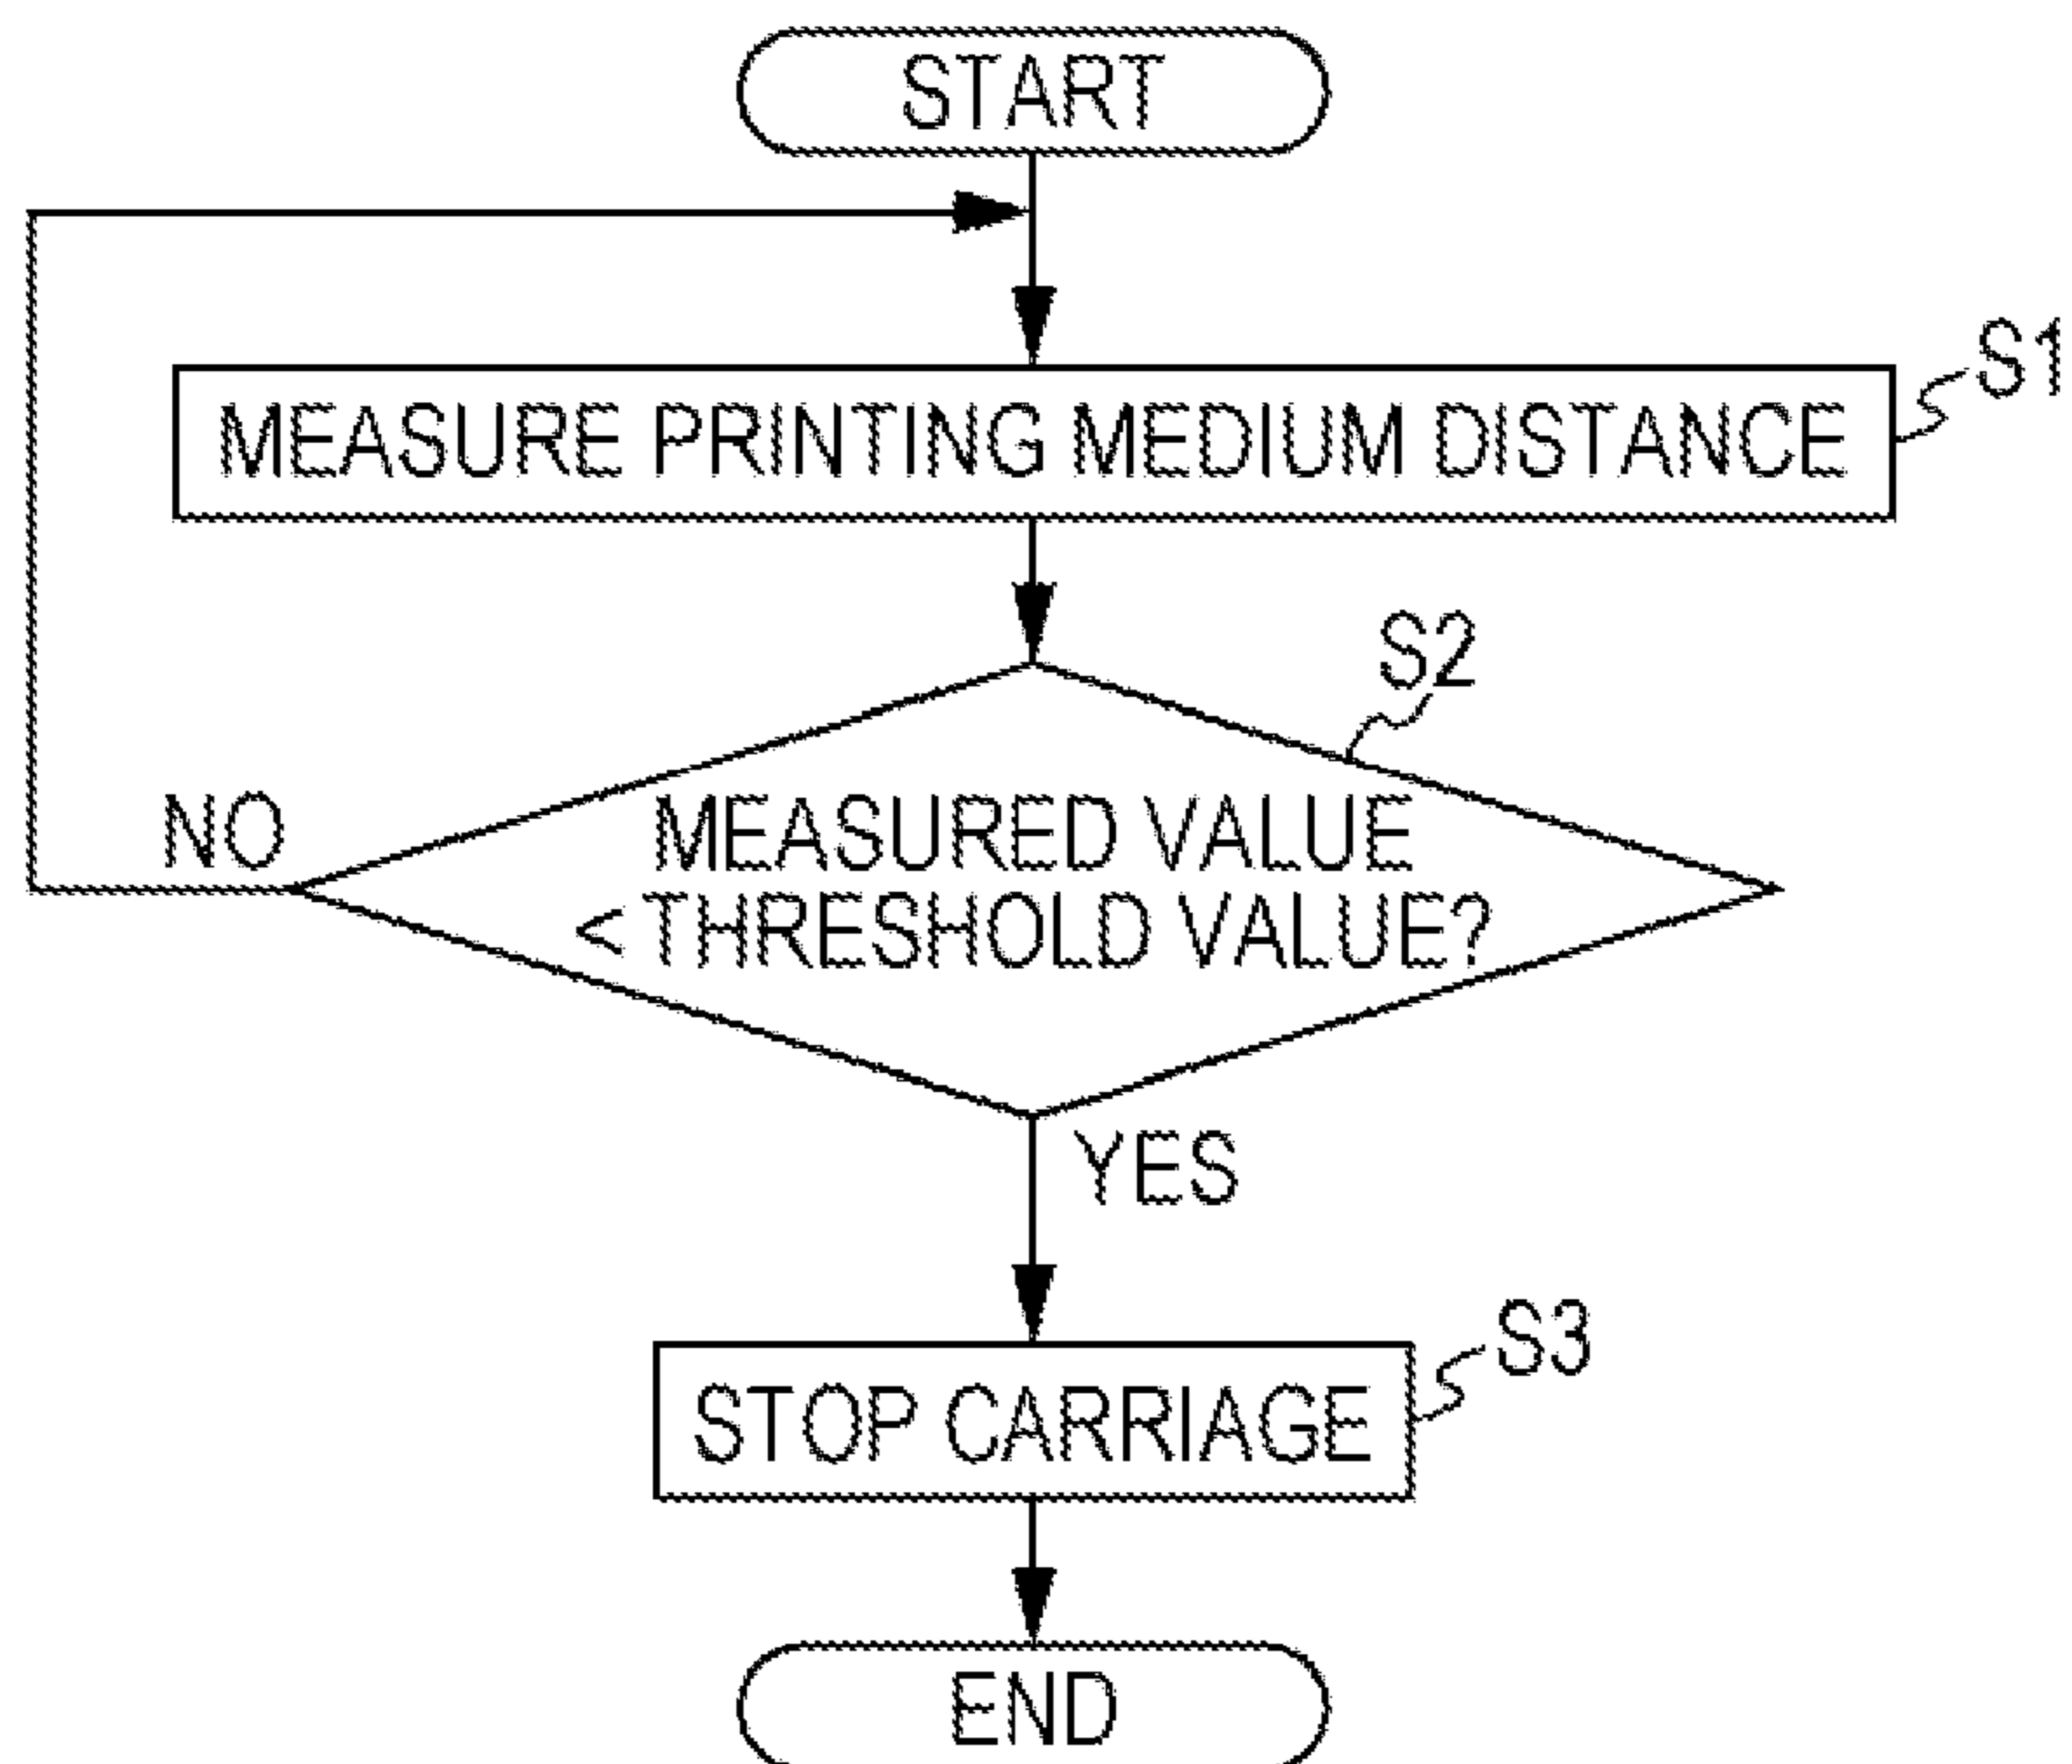 START
S1
MEASURE PRINTING MEDIUM DISTANCE
S2
NO
MEASURED VALUE
< THRESHOLD VALUE?
YES
S3
STOP CARRIAGE
END